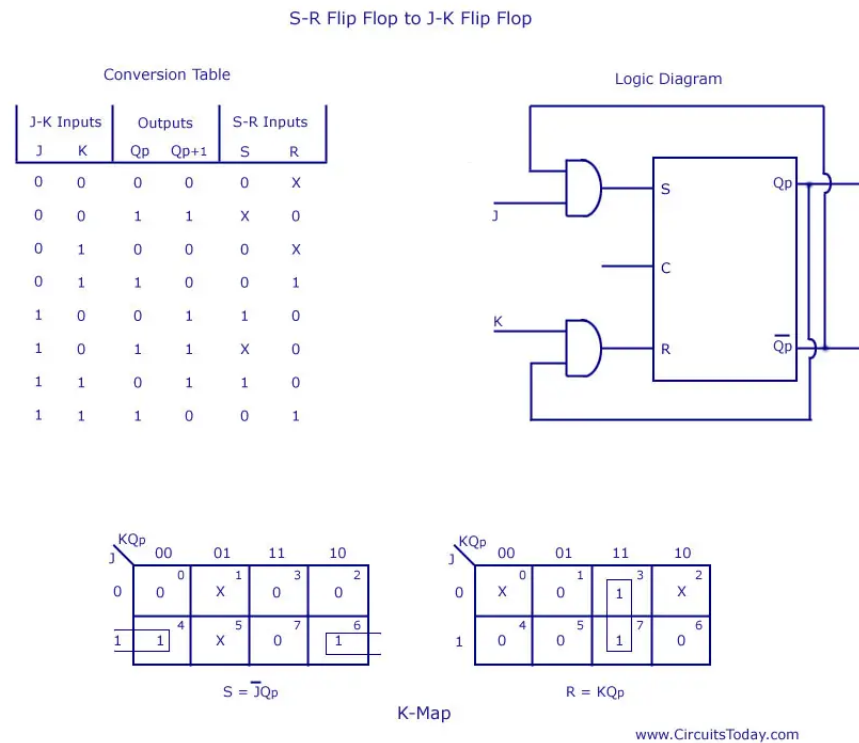 S-R Flip Flop to J-K Flip Flop
Conversion Table
J-K Inputs Outputs S-R Inputs
J K Qp Qp+1 S R
0 0 0 0 0 X
0 0 1 1 X 0
0 1 0 0 0 X
0 1 1 0 0 1
1 0 0 1 1 0
1 0 1 1 X 0
1 1 0 1 1 0
1 1 1 0 0 1
Logic Diagram
S Qp
J
C
K
R Q̅p
KQp
J 00 01 11 10
0 1 3 2
0 0 X 0 0
4 5 7 6
1 1 X 0 1
S = J̅Qp
KQp
J 00 01 11 10
0 1 3 2
0 X 0 1 X
4 5 7 6
1 0 0 1 0
R = KQp
K-Map
www.CircuitsToday.com